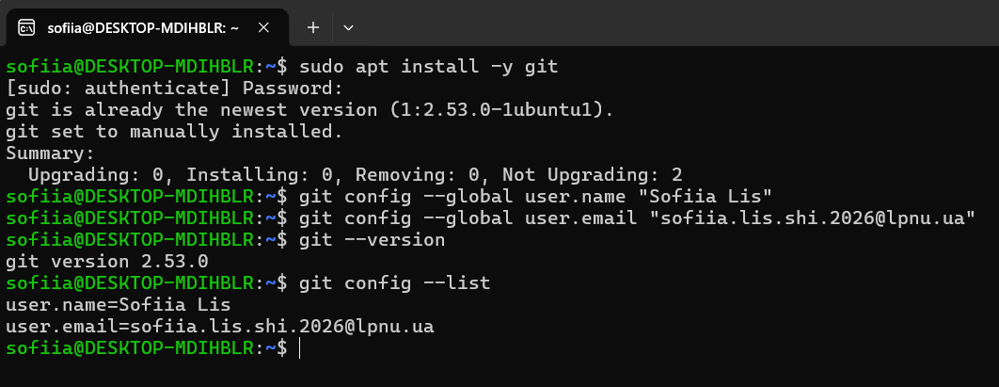 sofiia@DESKTOP-MDIHBLR: ~
sofiia@DESKTOP-MDIHBLR:~$ sudo apt install -y git
[sudo: authenticate] Password:
git is already the newest version (1:2.53.0-1ubuntu1).
git set to manually installed.
Summary:
  Upgrading: 0, Installing: 0, Removing: 0, Not Upgrading: 2
sofiia@DESKTOP-MDIHBLR:~$ git config --global user.name "Sofiia Lis"
sofiia@DESKTOP-MDIHBLR:~$ git config --global user.email "sofiia.lis.shi.2026@lpnu.ua"
sofiia@DESKTOP-MDIHBLR:~$ git --version
git version 2.53.0
sofiia@DESKTOP-MDIHBLR:~$ git config --list
user.name=Sofiia Lis
user.email=sofiia.lis.shi.2026@lpnu.ua
sofiia@DESKTOP-MDIHBLR:~$